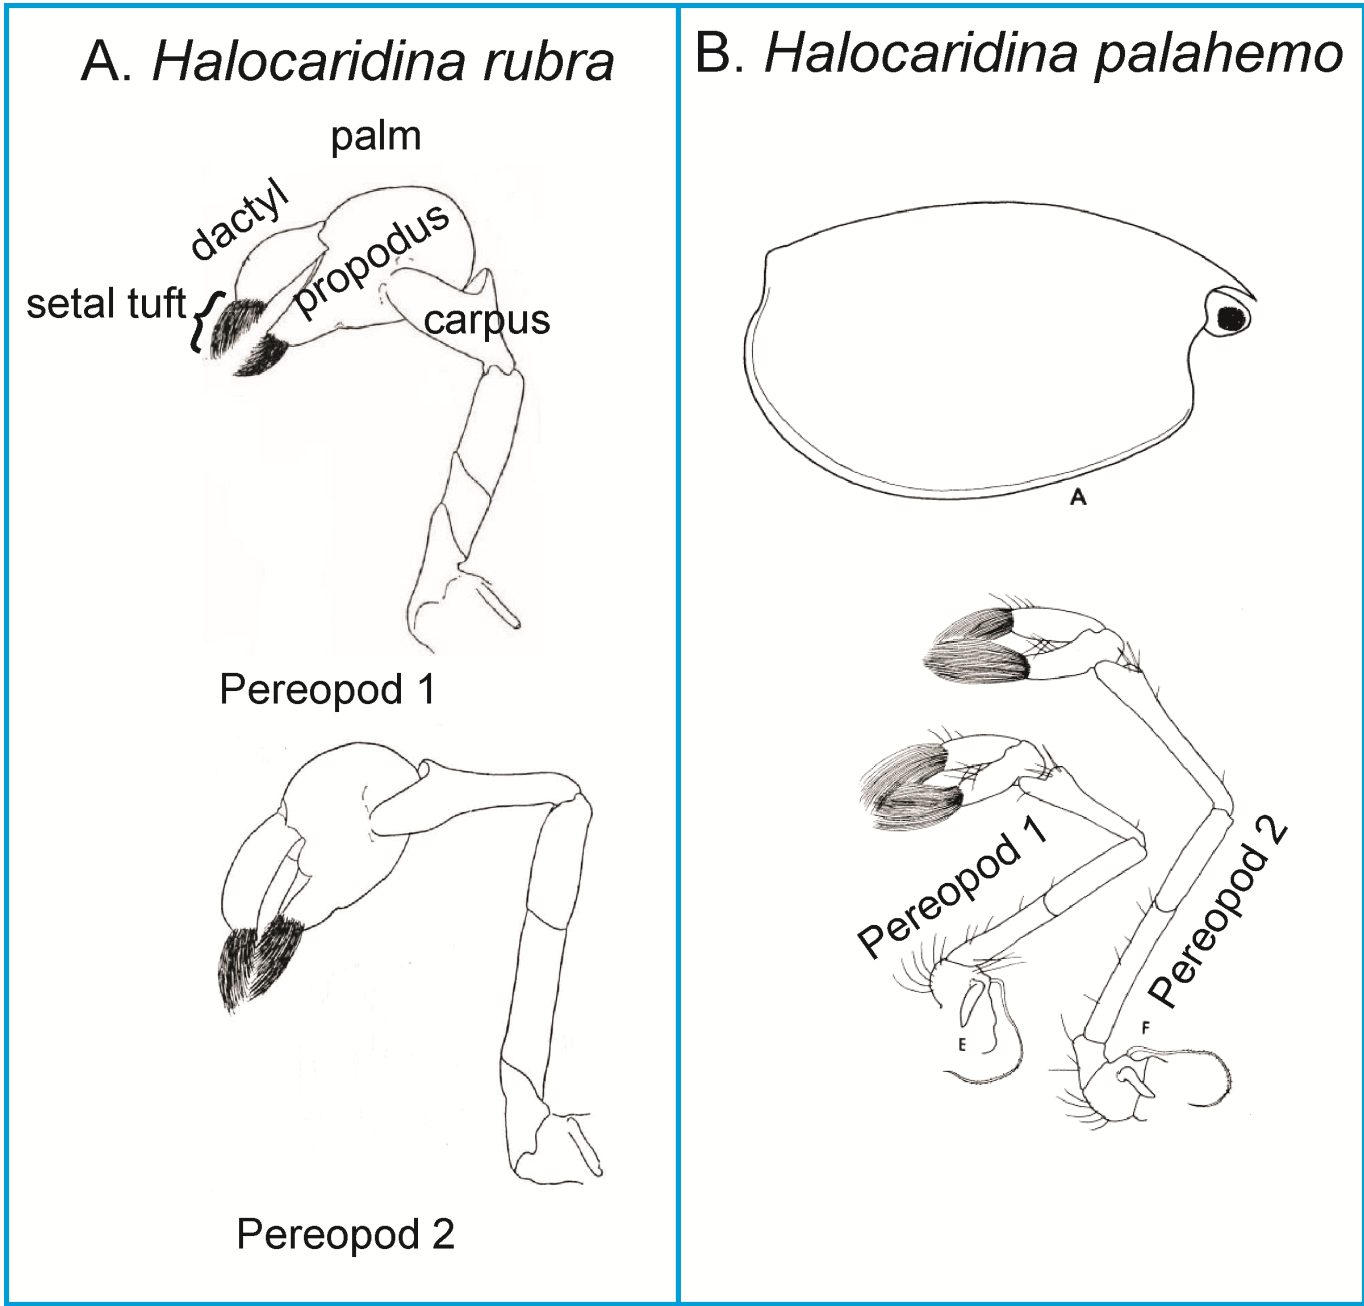 A. Halocaridina rubra
palm
dactyl
propodus
setal tuft
carpus
Pereopod 1
Pereopod 2
B. Halocaridina palahemo
A
Pereopod 1
Pereopod 2
E
F